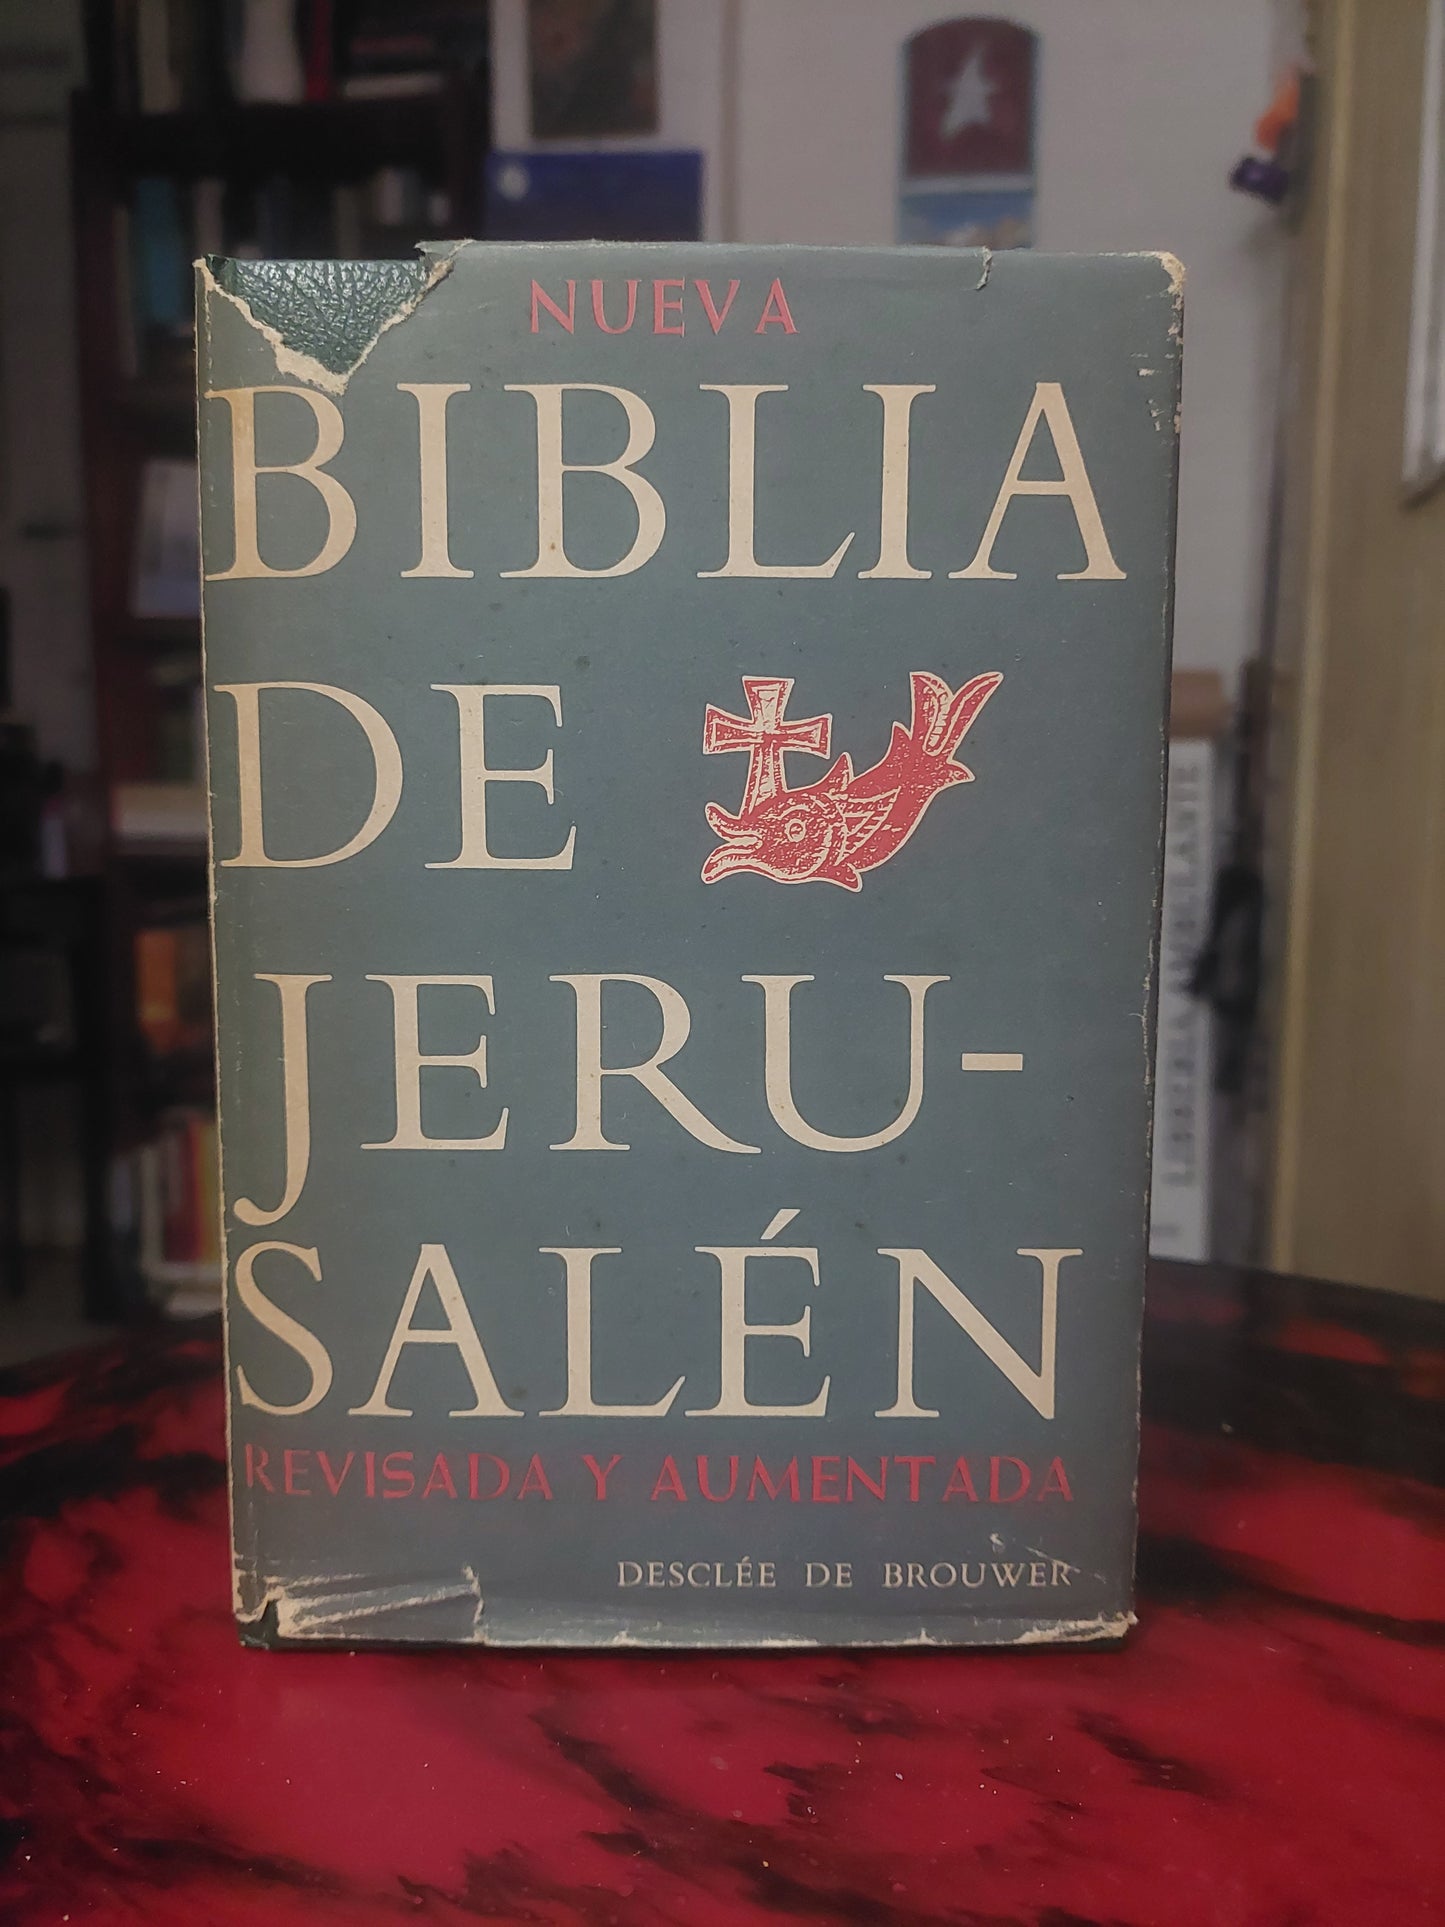 NUEVA
BIBLIA
DE
JERU-
SALÉN
REVISADA Y AUMENTADA
DESCLÉE DE BROUWER